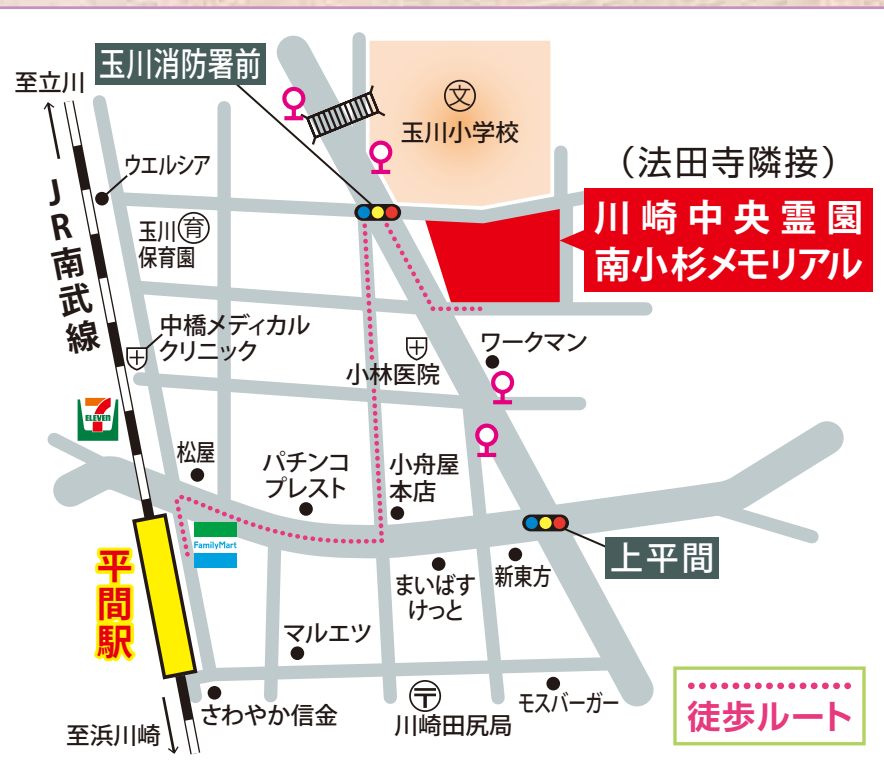 玉川消防署前
至立川
文
玉川小学校
（法田寺隣接）
川崎中央霊園
南小杉メモリアル
ウエルシア
JR南武線
玉川
保育園
育
中橋メディカル
クリニック
小林医院
ワークマン
7
ELEVEN
松屋
パチンコ
プレスト
小舟屋
本店
FamilyMart
平間駅
上平間
まいばす
けっと
新東方
マルエツ
さわやか信金
〒
川崎田尻局
モスバーガー
至浜川崎
徒歩ルート